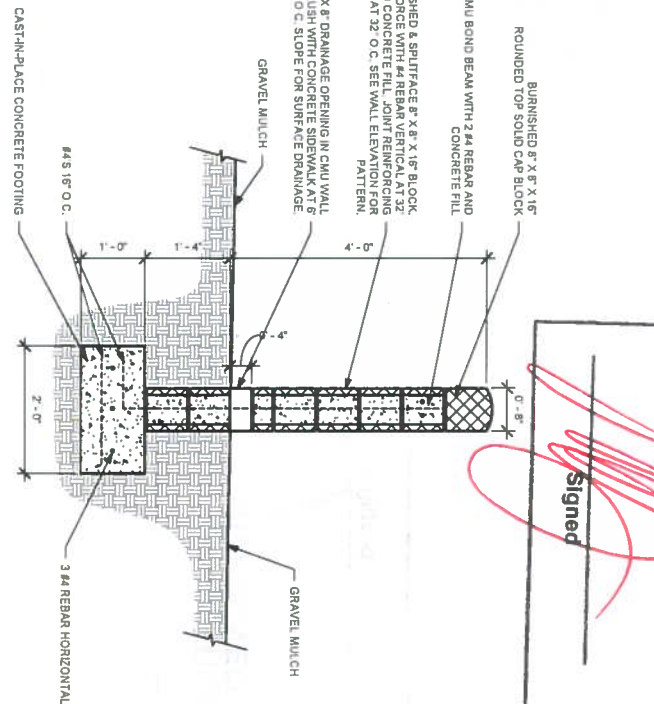 BURNISHED 8" X 8" X 16"
ROUNDED TOP SOLID CAP BLOCK
MU BOND BEAM WITH 2 #4 REBAR AND
CONCRETE FILL
SHED & SPLITFACE 8" X 8" X 16" BLOCK.
ORCE WITH #4 REBAR VERTICAL AT 32"
CONCRETE FILL. JOINT REINFORCING
AT 32" O.C. SEE WALL ELEVATION FOR
PATTERN.
X 8" DRAINAGE OPENING IN CMU WALL
USH WITH CONCRETE SIDEWALK AT 6'
O.C. SLOPE FOR SURFACE DRAINAGE.
GRAVEL MULCH
#4'S 16" O.C.
CAST-IN-PLACE CONCRETE FOOTING
1' - 0"
1' - 4"
4' - 0"
- 4"
0' - 8"
2' - 0"
GRAVEL MULCH
3 #4 REBAR HORIZONTAL
Signed